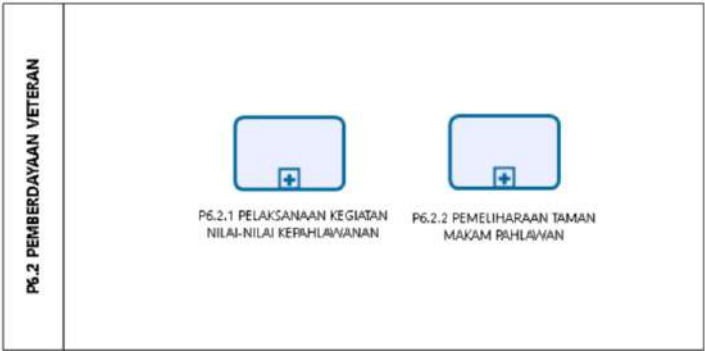 P6.2 PEMBERDAYAAN VETERAN
P6.2.1 PELAKSANAAN KEGIATAN
NILAI-NILAI KEPAHLAWANAN
P6.2.2 PEMELIHARAAN TAMAN
MAKAM PAHLAWAN